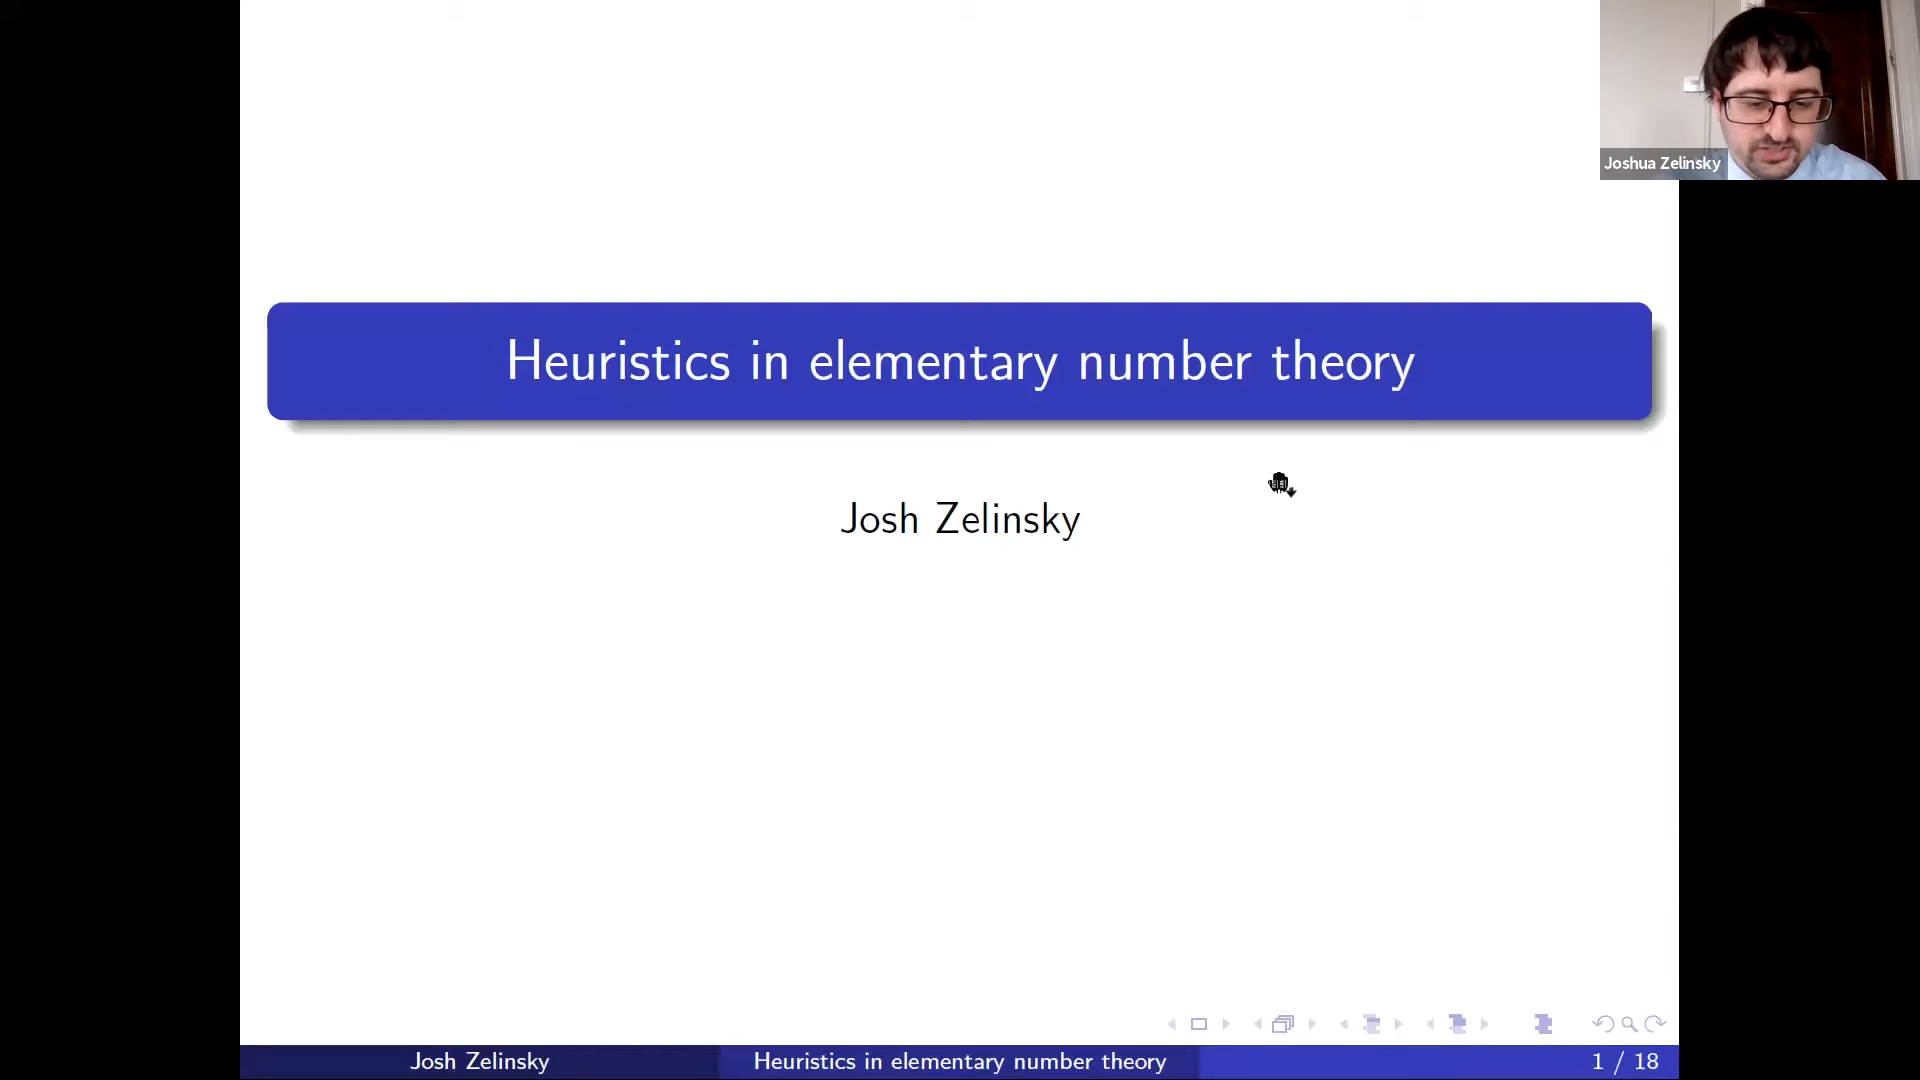 Joshua Zelinsky
Heuristics in elementary number theory
Josh Zelinsky
Josh Zelinsky
Heuristics in elementary number theory
1 / 18